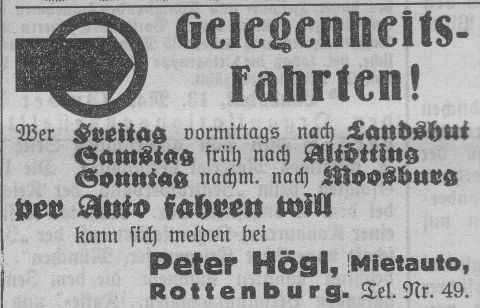 Gelegenheits-
Fahrten!
Wer Freitag vormittags nach Landshut
Samstag früh nach Altötting
Sonntag nachm. nach Moosburg
per Auto fahren will
kann sich melden bei
Peter Högl, Mietauto,
Rottenburg. Tel. Nr. 49.